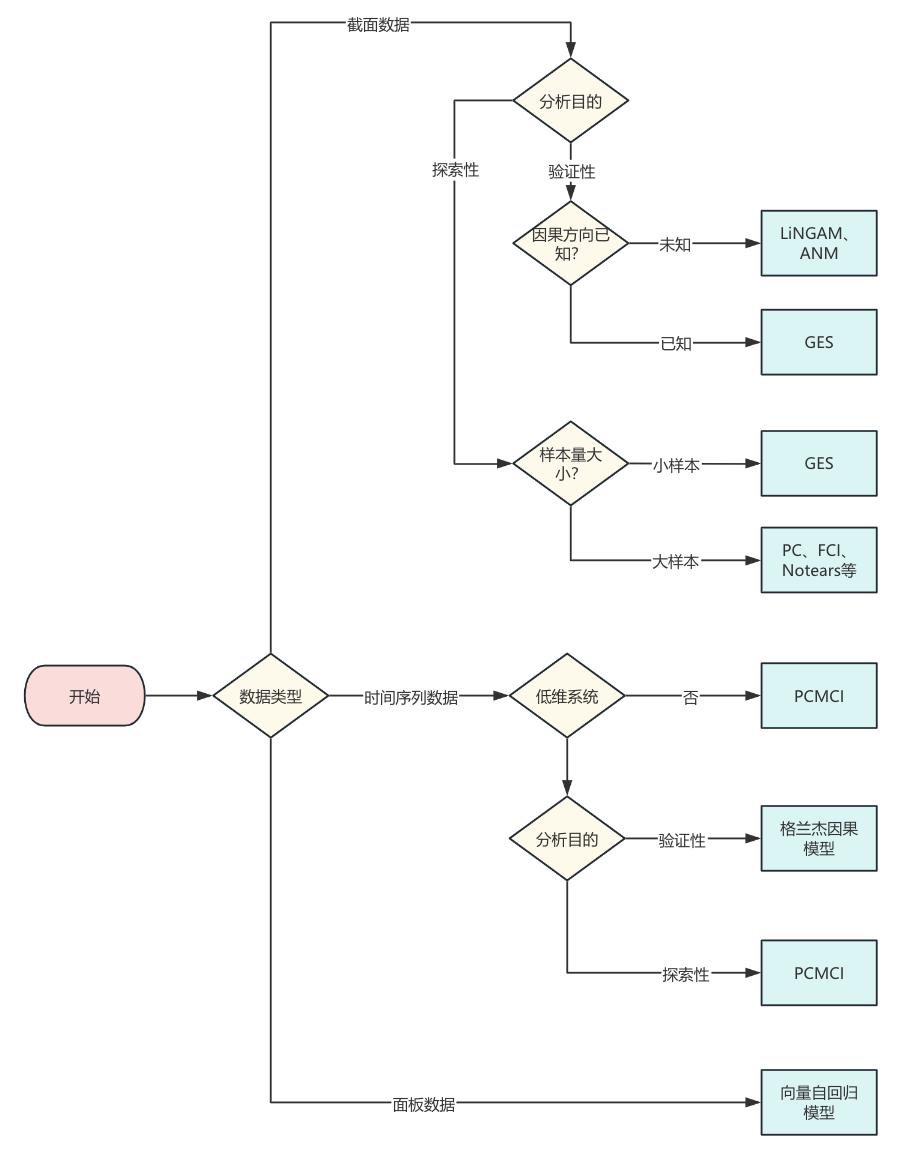 截面数据
分析目的
探索性
验证性
因果方向已
知?
未知
LiNGAM、
ANM
已知
GES
样本量大
小?
小样本
GES
大样本
PC、FCI、
Notears等
开始
数据类型
时间序列数据
低维系统
否
PCMCI
分析目的
验证性
格兰杰因果
模型
探索性
PCMCI
面板数据
向量自回归
模型